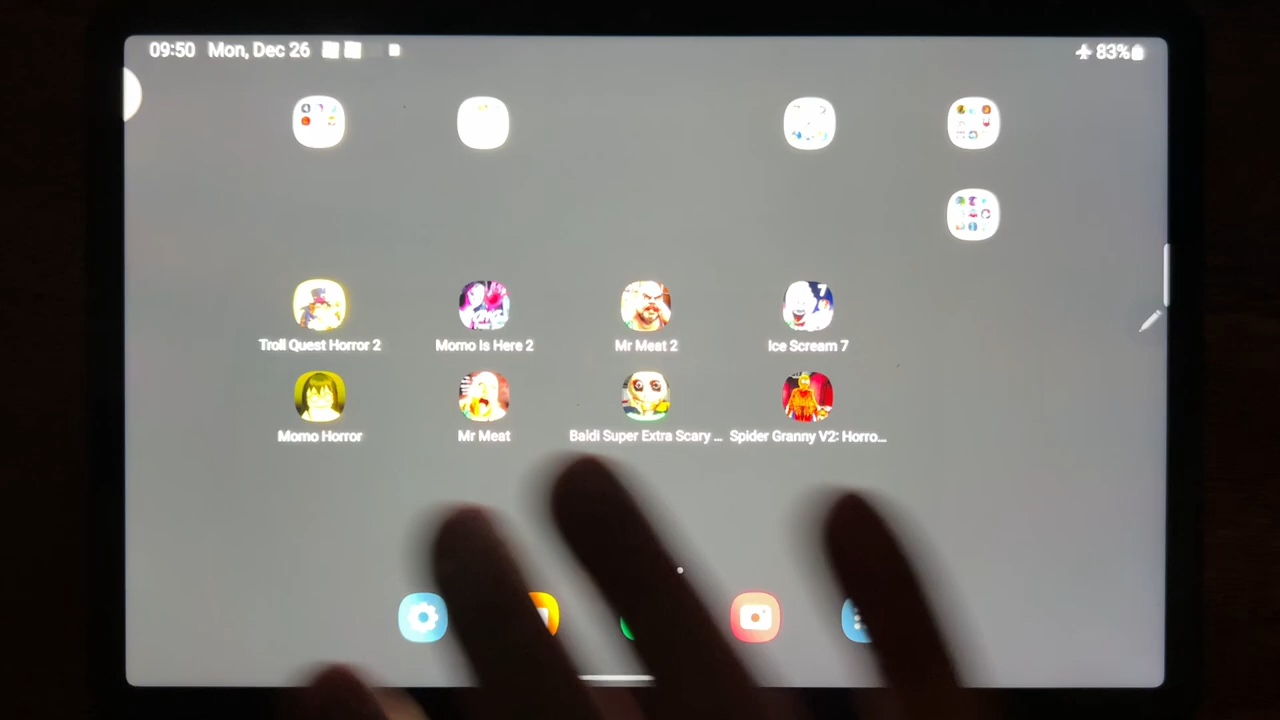 09:50 Mon, Dec 26 83%
7
Troll Quest Horror 2 Momo Is Here 2 Mr Meat 2 Ice Scream 7
Momo Horror Mr Meat Baldi Super Extra Scary ... Spider Granny V2: Horro...